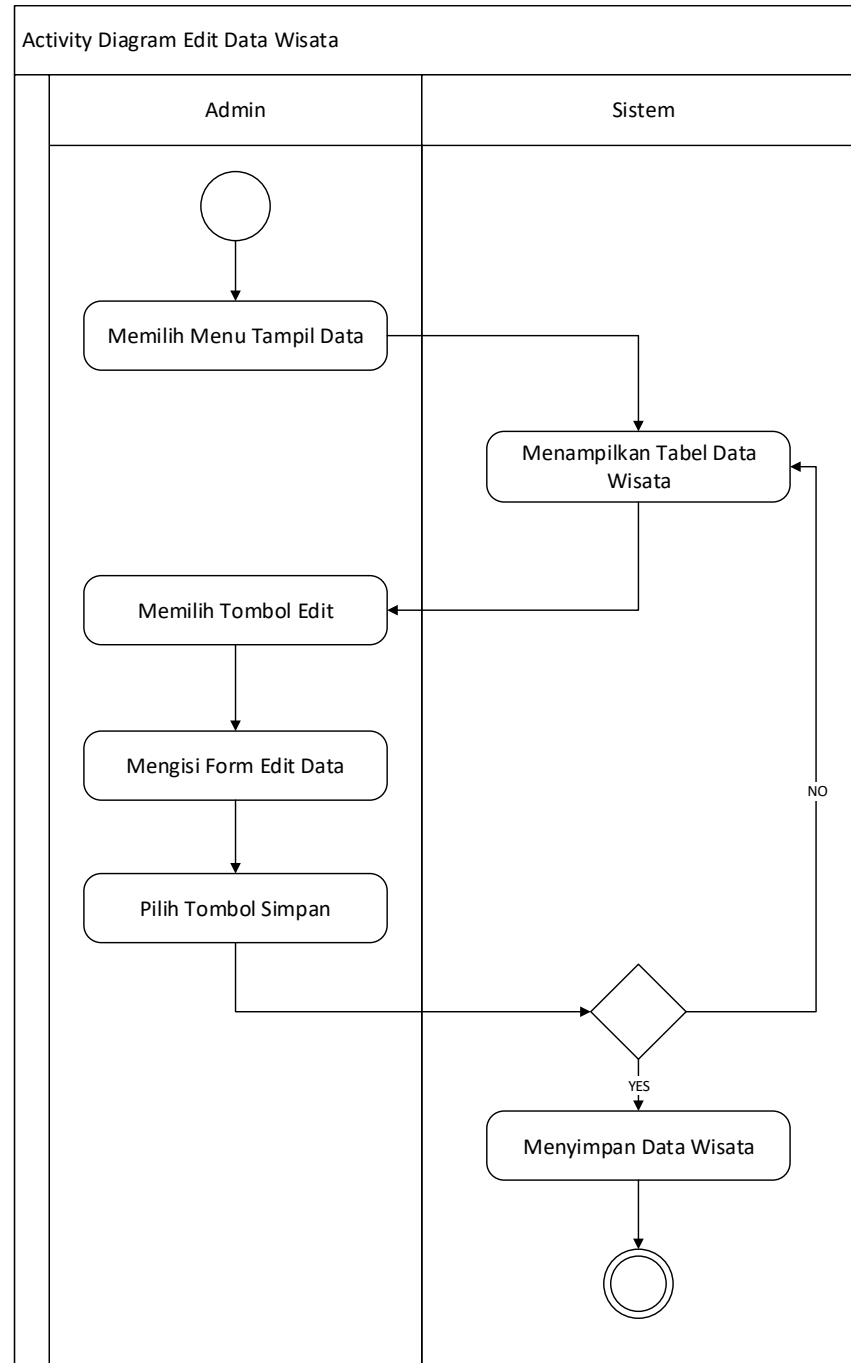 Activity Diagram Edit Data Wisata
Admin
Sistem
Memilih Menu Tampil Data
Menampilkan Tabel Data
Wisata
Memilih Tombol Edit
Mengisi Form Edit Data
NO
Pilih Tombol Simpan
YES
Menyimpan Data Wisata